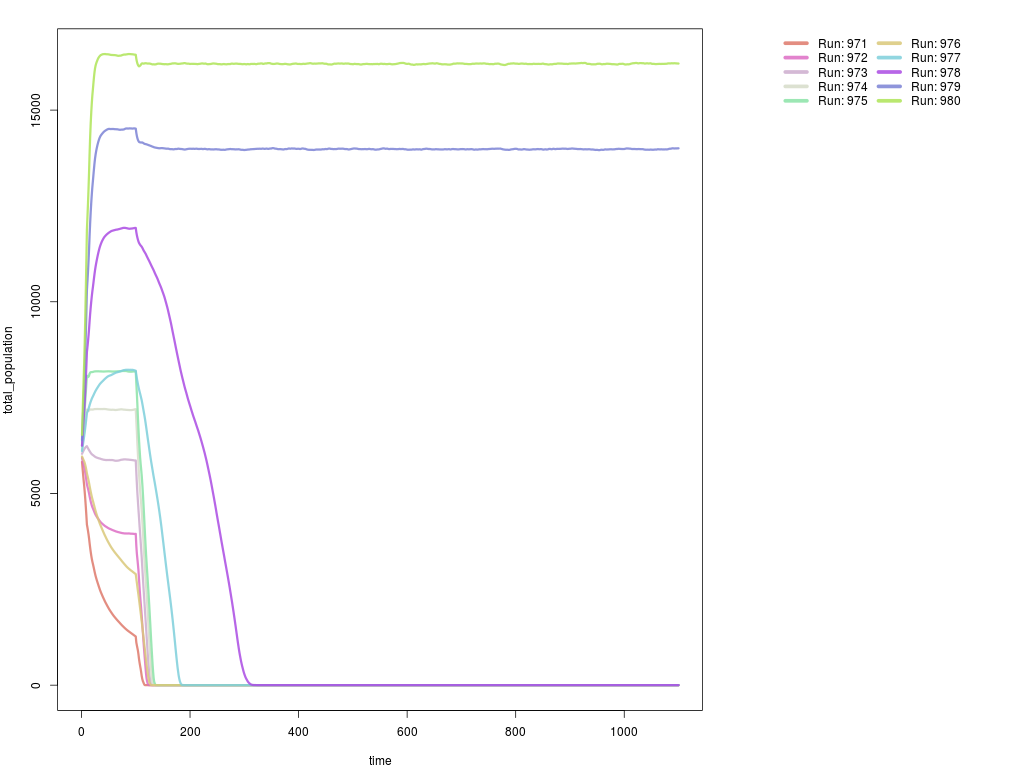 total_population
15000
10000
5000
0
0 200 400 600 800 1000
time
Run: 971 Run: 976
Run: 972 Run: 977
Run: 973 Run: 978
Run: 974 Run: 979
Run: 975 Run: 980